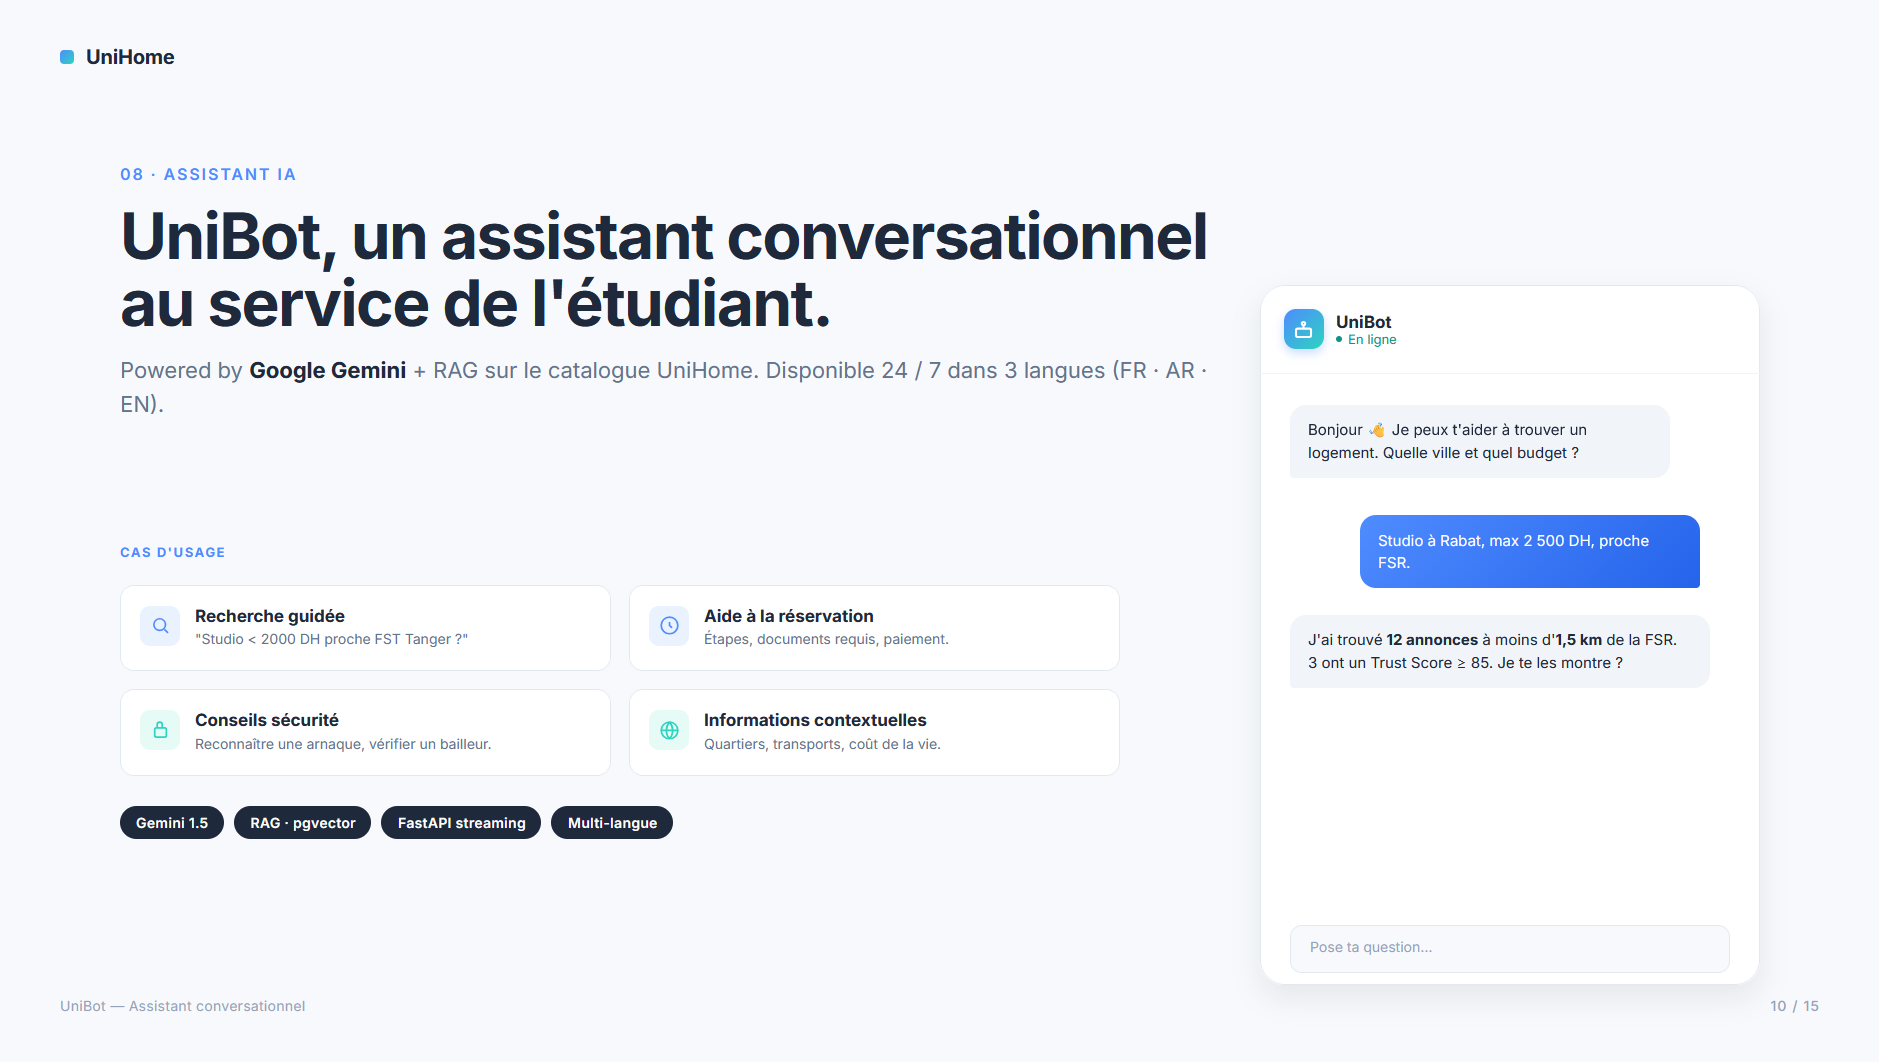 UniHome
08 · ASSISTANT IA
UniBot, un assistant conversationnel
au service de l'étudiant.
Powered by Google Gemini + RAG sur le catalogue UniHome. Disponible 24 / 7 dans 3 langues (FR · AR ·
EN).
CAS D'USAGE
Recherche guidée
"Studio < 2000 DH proche FST Tanger ?"
Aide à la réservation
Étapes, documents requis, paiement.
Conseils sécurité
Reconnaître une arnaque, vérifier un bailleur.
Informations contextuelles
Quartiers, transports, coût de la vie.
Gemini 1.5
RAG · pgvector
FastAPI streaming
Multi-langue
UniBot
En ligne
Bonjour 👋 Je peux t'aider à trouver un
logement. Quelle ville et quel budget ?
Studio à Rabat, max 2 500 DH, proche
FSR.
J'ai trouvé 12 annonces à moins d'1,5 km de la FSR.
3 ont un Trust Score ≥ 85. Je te les montre ?
Pose ta question...
UniBot — Assistant conversationnel
10 / 15